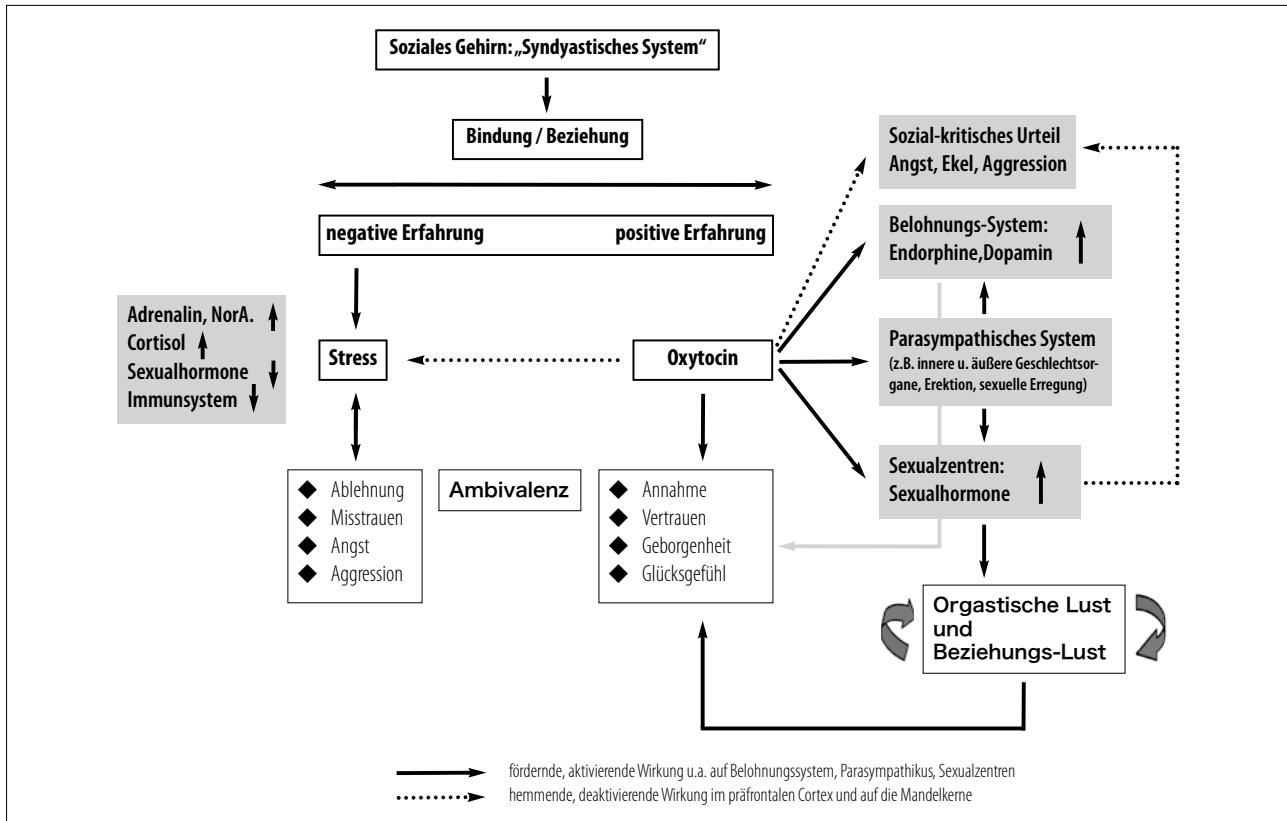 Soziales Gehirn: „Syndyastisches System“
Bindung / Beziehung
negative Erfahrung positive Erfahrung
Adrenalin, NorA.
Cortisol
Sexualhormone
Immunsystem
Stress
Oxytocin
Sozial-kritisches Urteil
Angst, Ekel, Aggression
Belohnungs-System:
Endorphine,Dopamin
Parasympathisches System
(z.B. innere u. äußere Geschlechtsor-
gane, Erektion, sexuelle Erregung)
Sexualzentren:
Sexualhormone
Ablehnung
Misstrauen
Angst
Aggression
Ambivalenz
Annahme
Vertrauen
Geborgenheit
Glücksgefühl
Orgastische Lust
und
Beziehungs-Lust
fördernde, aktivierende Wirkung u.a. auf Belohnungssystem, Parasympathikus, Sexualzentren
hemmende, deaktivierende Wirkung im präfrontalen Cortex und auf die Mandelkerne